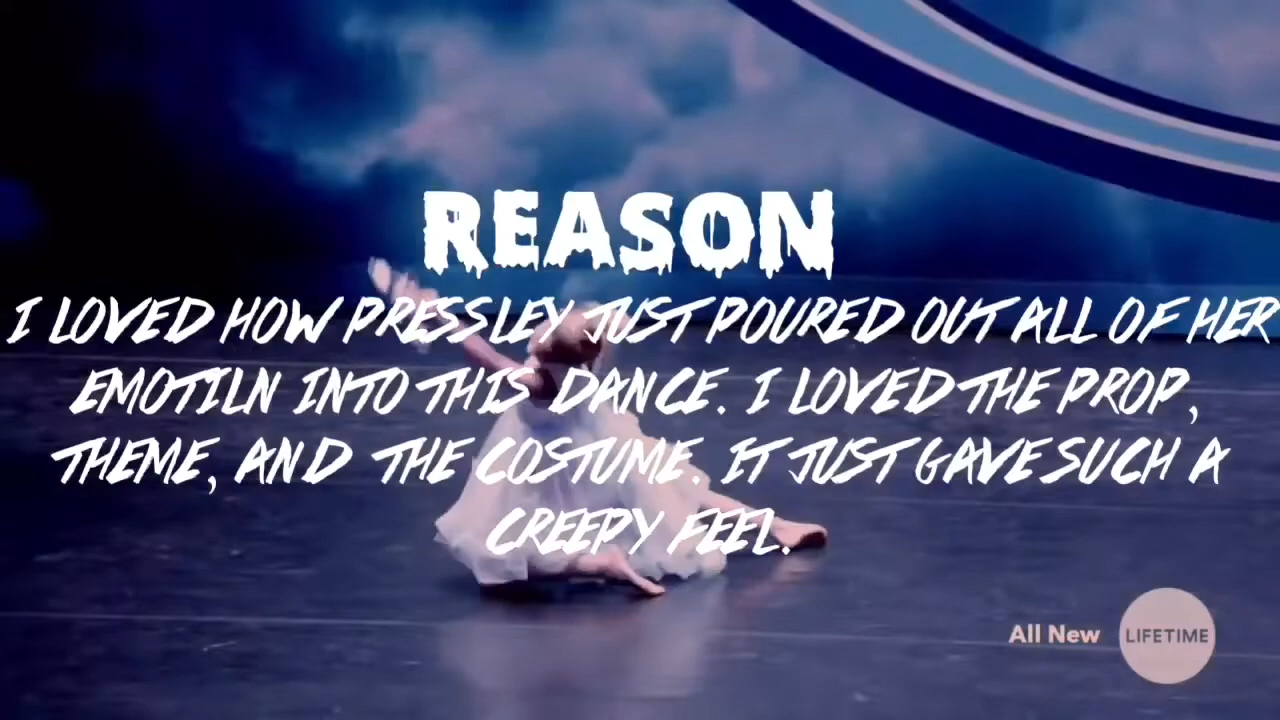 REASON
I LOVED HOW PRESSLEY JUST POURED OUT ALL OF HER
EMOTILN INTO THIS DANCE. I LOVED THE PROP,
THEME, AND THE COSTUME. IT JUST GAVE SUCH A
CREEPY FEEL.
All New LIFETIME